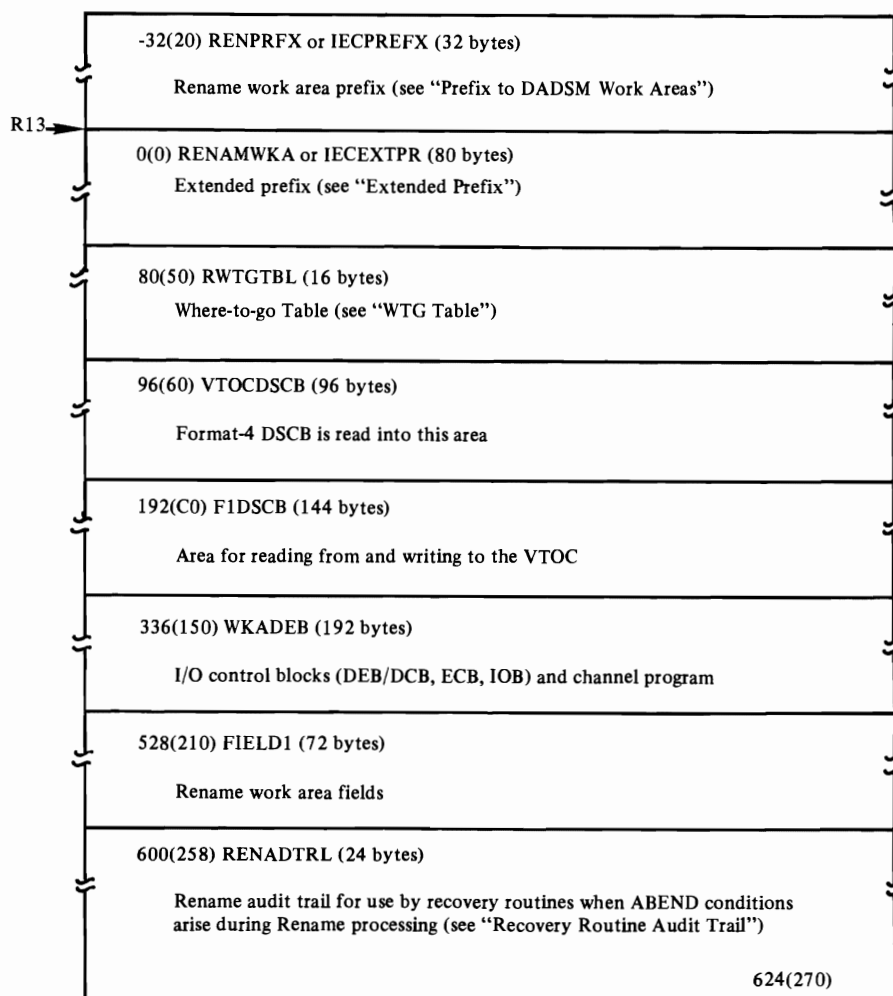 -32(20) RENPRFX or IECPREFX (32 bytes)
Rename work area prefix (see “Prefix to DADSM Work Areas”)
R13
0(0) RENAMWKA or IECEXTPR (80 bytes)
Extended prefix (see “Extended Prefix”)
80(50) RWTGTBL (16 bytes)
Where-to-go Table (see “WTG Table”)
96(60) VTOCDSCB (96 bytes)
Format-4 DSCB is read into this area
192(C0) F1DSCB (144 bytes)
Area for reading from and writing to the VTOC
336(150) WKADEB (192 bytes)
I/O control blocks (DEB/DCB, ECB, IOB) and channel program
528(210) FIELD1 (72 bytes)
Rename work area fields
600(258) RENADTRL (24 bytes)
Rename audit trail for use by recovery routines when ABEND conditions
arise during Rename processing (see “Recovery Routine Audit Trail”)
624(270)